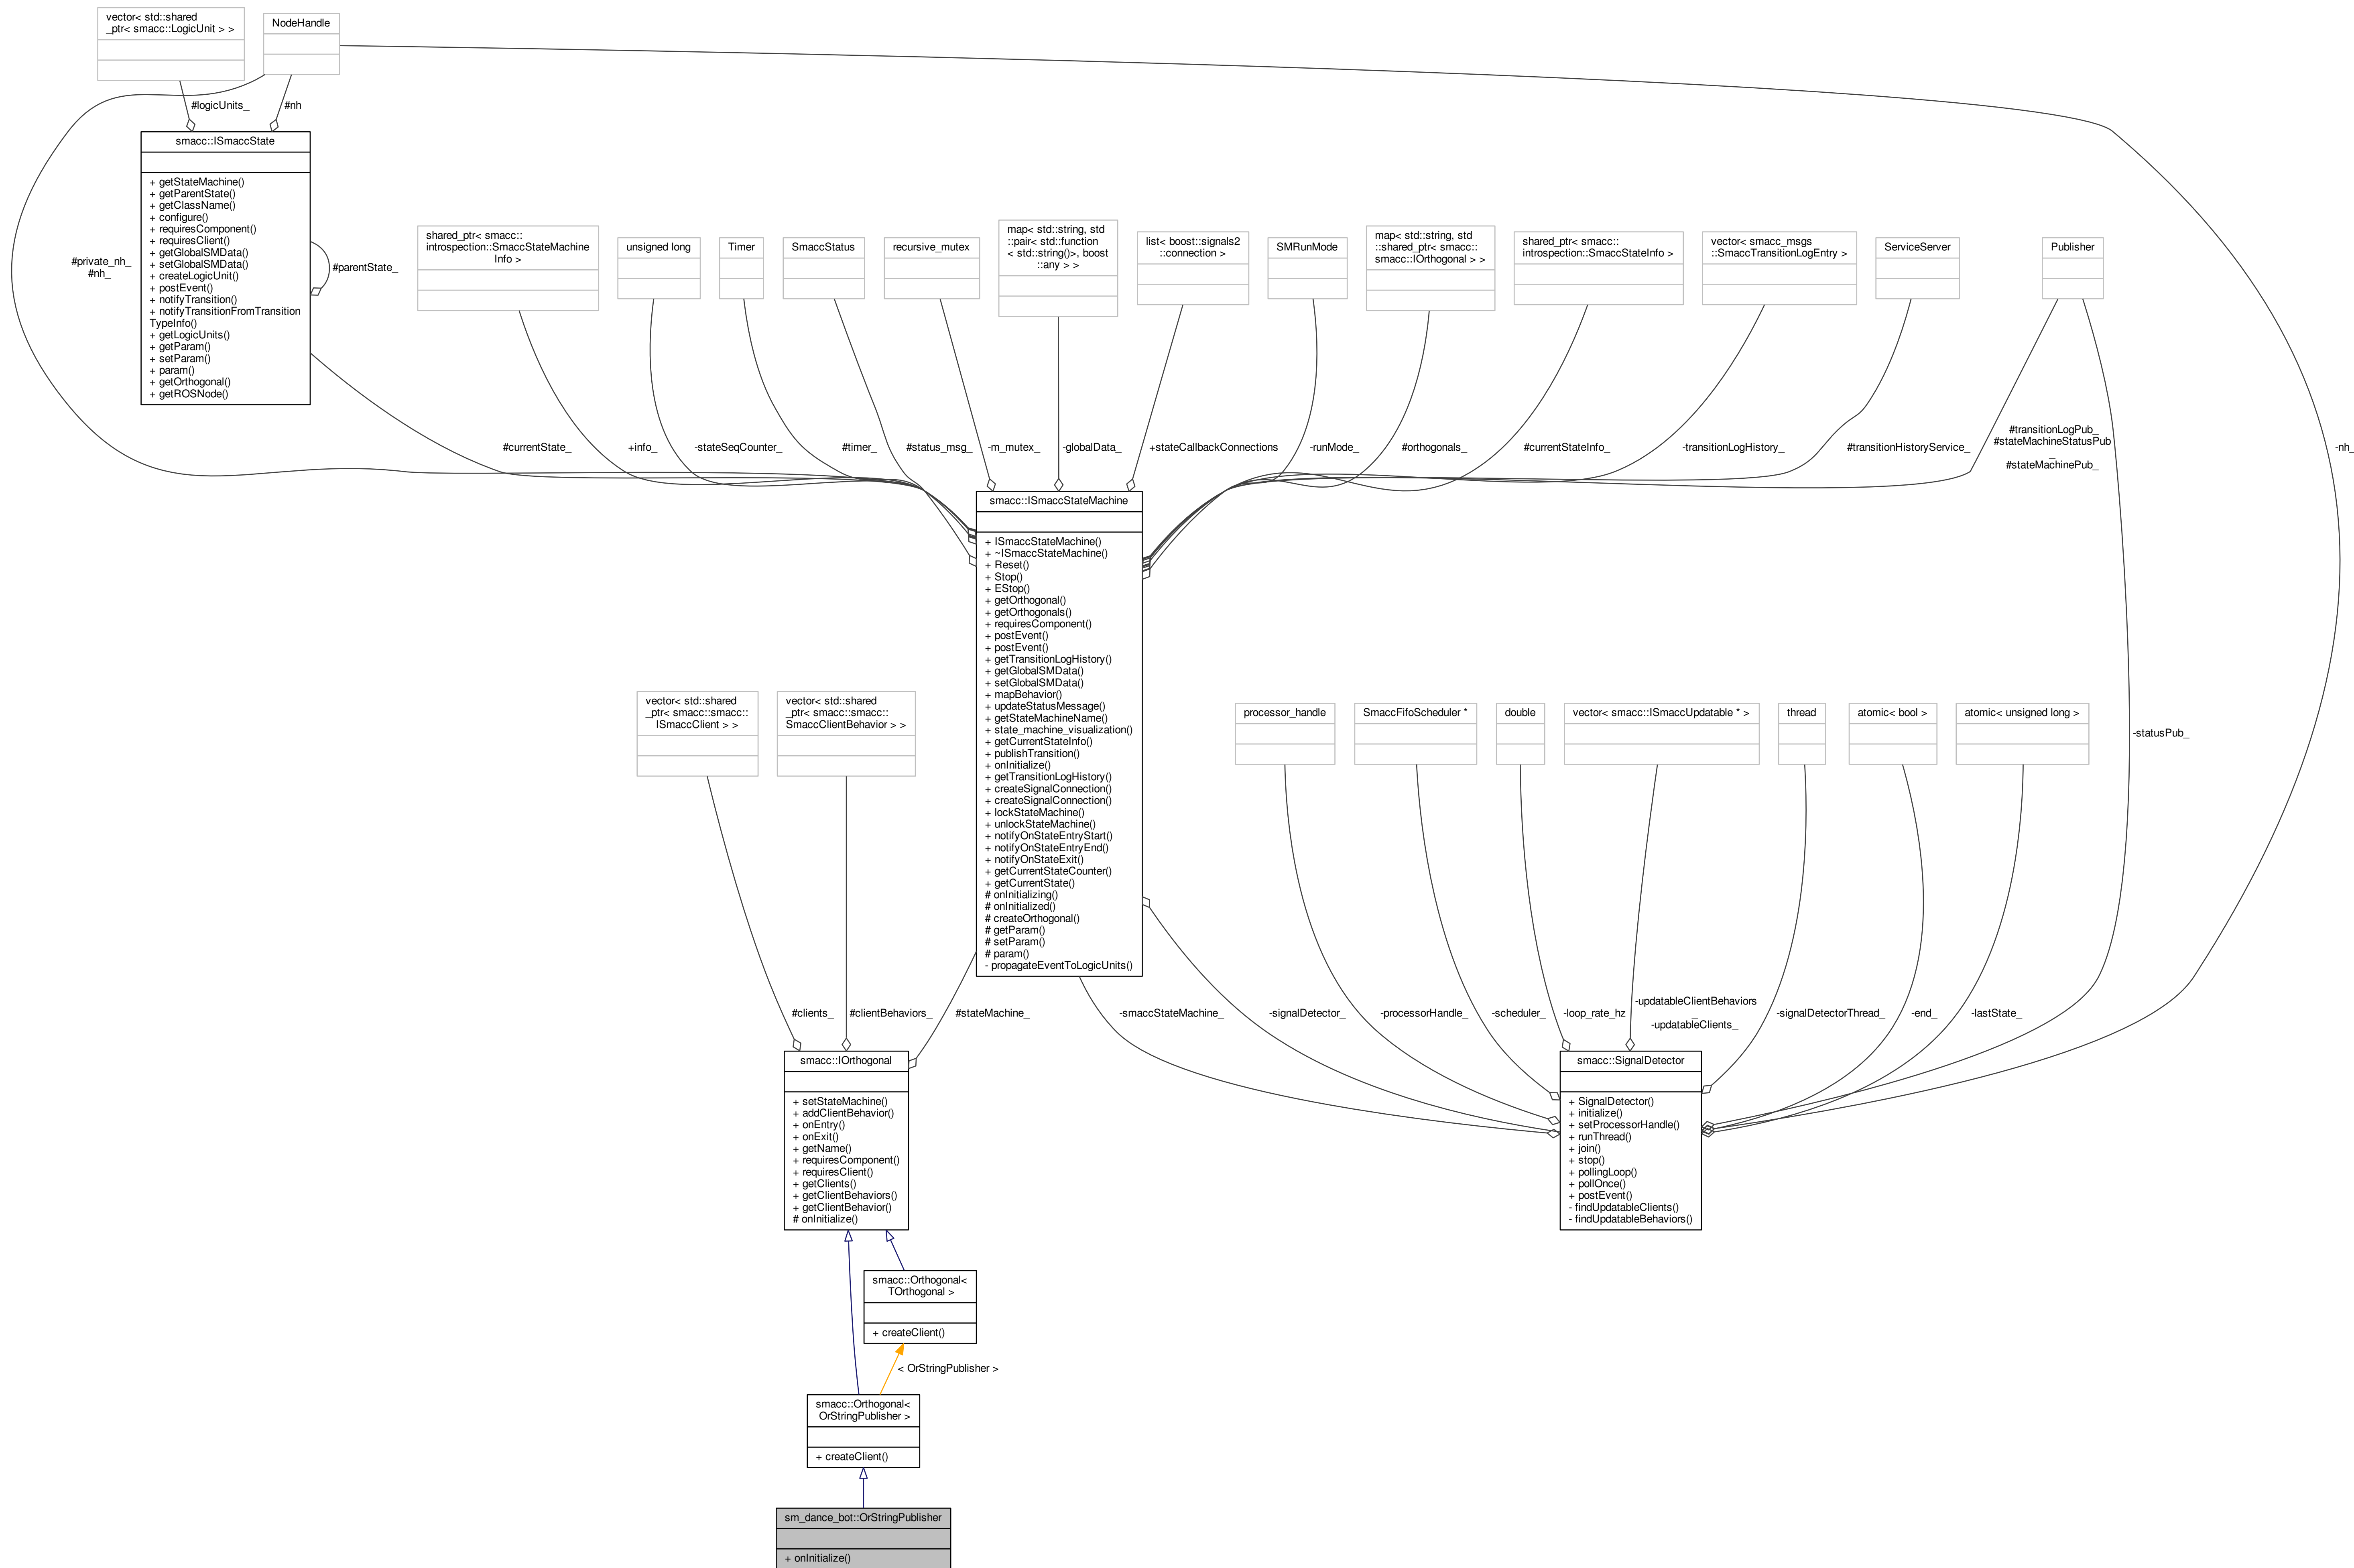 vector< std::shared
_ptr< smacc::LogicUnit > >
NodeHandle
#logicUnits_
#nh
smacc::ISmaccState
+ getStateMachine()
+ getParentState()
+ getClassName()
+ configure()
+ requiresComponent()
+ requiresClient()
+ getGlobalSMData()
+ setGlobalSMData()
+ createLogicUnit()
+ postEvent()
+ notifyTransition()
+ notifyTransitionFromTransition
TypeInfo()
+ getLogicUnits()
+ getParam()
+ setParam()
+ param()
+ getOrthogonal()
+ getROSNode()
#private_nh_
#nh_
#parentState_
shared_ptr< smacc::
introspection::SmaccStateMachine
Info >
unsigned long
Timer
SmaccStatus
recursive_mutex
map< std::string, std
::pair< std::function
< std::string()>, boost
::any > >
list< boost::signals2
::connection >
SMRunMode
map< std::string, std
::shared_ptr< smacc::
smacc::IOrthogonal > >
shared_ptr< smacc::
introspection::SmaccStateInfo >
vector< smacc_msgs
::SmaccTransitionLogEntry >
ServiceServer
Publisher
#currentState_
+info_
-stateSeqCounter_
#timer_
#status_msg_
-m_mutex_
-globalData_
+stateCallbackConnections
-runMode_
#orthogonals_
#currentStateInfo_
-transitionLogHistory_
#transitionHistoryService_
#transitionLogPub_
#stateMachineStatusPub
_
#stateMachinePub_
-nh_
smacc::ISmaccStateMachine
+ ISmaccStateMachine()
+ ~ISmaccStateMachine()
+ Reset()
+ Stop()
+ EStop()
+ getOrthogonal()
+ getOrthogonals()
+ requiresComponent()
+ postEvent()
+ postEvent()
+ getTransitionLogHistory()
+ getGlobalSMData()
+ setGlobalSMData()
+ mapBehavior()
+ updateStatusMessage()
+ getStateMachineName()
+ state_machine_visualization()
+ getCurrentStateInfo()
+ publishTransition()
+ onInitialize()
+ getTransitionLogHistory()
+ createSignalConnection()
+ createSignalConnection()
+ lockStateMachine()
+ unlockStateMachine()
+ notifyOnStateEntryStart()
+ notifyOnStateEntryEnd()
+ notifyOnStateExit()
+ getCurrentStateCounter()
+ getCurrentState()
# onInitializing()
# onInitialized()
# createOrthogonal()
# getParam()
# setParam()
# param()
- propagateEventToLogicUnits()
vector< std::shared
_ptr< smacc::smacc::
ISmaccClient > >
vector< std::shared
_ptr< smacc::smacc::
SmaccClientBehavior > >
processor_handle
SmaccFifoScheduler *
double
vector< smacc::ISmaccUpdatable * >
thread
atomic< bool >
atomic< unsigned long >
-statusPub_
#clients_
#clientBehaviors_
#stateMachine_
-smaccStateMachine_
-signalDetector_
-processorHandle_
-scheduler_
-loop_rate_hz
-updatableClientBehaviors
_
-updatableClients_
-signalDetectorThread_
-end_
-lastState_
smacc::IOrthogonal
+ setStateMachine()
+ addClientBehavior()
+ onEntry()
+ onExit()
+ getName()
+ requiresComponent()
+ requiresClient()
+ getClients()
+ getClientBehaviors()
+ getClientBehavior()
# onInitialize()
smacc::SignalDetector
+ SignalDetector()
+ initialize()
+ setProcessorHandle()
+ runThread()
+ join()
+ stop()
+ pollingLoop()
+ pollOnce()
+ postEvent()
- findUpdatableClients()
- findUpdatableBehaviors()
smacc::Orthogonal<
TOrthogonal >
+ createClient()
< OrStringPublisher >
smacc::Orthogonal<
OrStringPublisher >
+ createClient()
sm_dance_bot::OrStringPublisher
+ onInitialize()